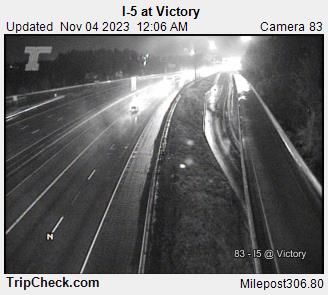 I-5 at Victory
Updated Nov 04 2023 12:06 AM Camera 83
T
N
83 - I5 @ Victory
TripCheck.com Milepost306.80